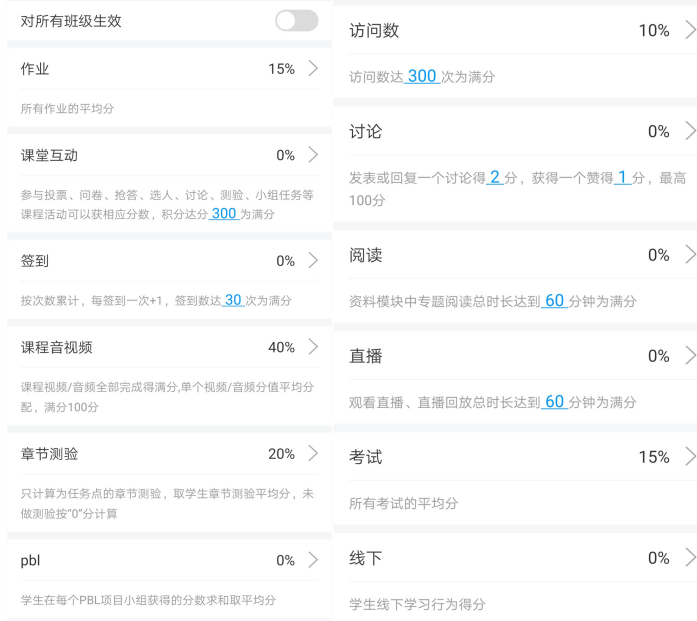 对所有班级生效
作业 15%
所有作业的平均分
课堂互动 0%
参与投票、问卷、抢答、选人、讨论、测验、小组任务等
课程活动可以获相应分数，积分达分 300 为满分
签到 0%
按次数累计，每签到一次+1，签到数达 30 次为满分
课程音视频 40%
课程视频/音频全部完成得满分,单个视频/音频分值平均分
配，满分100分
章节测验 20%
只计算为任务点的章节测验，取学生章节测验平均分，未
做测验按"0"分计算
pbl 0%
学生在每个PBL项目小组获得的分数求和取平均分
访问数 10%
访问数达 300 次为满分
讨论 0%
发表或回复一个讨论得 2 分，获得一个赞得 1 分，最高
100分
阅读 0%
资料模块中专题阅读总时长达到 60 分钟为满分
直播 0%
观看直播、直播回放总时长达到 60 分钟为满分
考试 15%
所有考试的平均分
线下 0%
学生线下学习行为得分